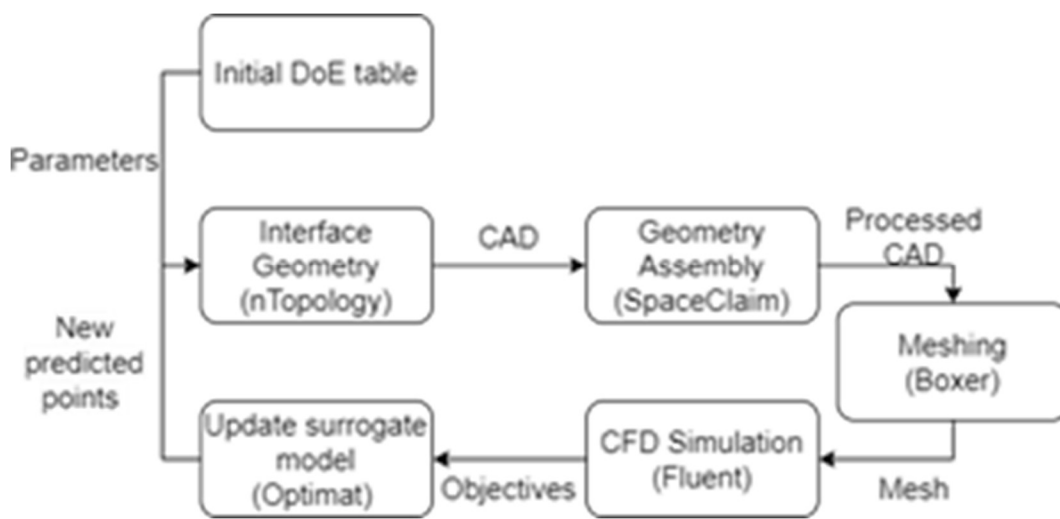 Initial DoE table
Parameters
Interface
Geometry
(nTopology)
CAD
Geometry
Assembly
(SpaceClaim)
Processed
CAD
Meshing
(Boxer)
Mesh
CFD Simulation
(Fluent)
Objectives
Update surrogate
model
(Optimat)
New
predicted
points